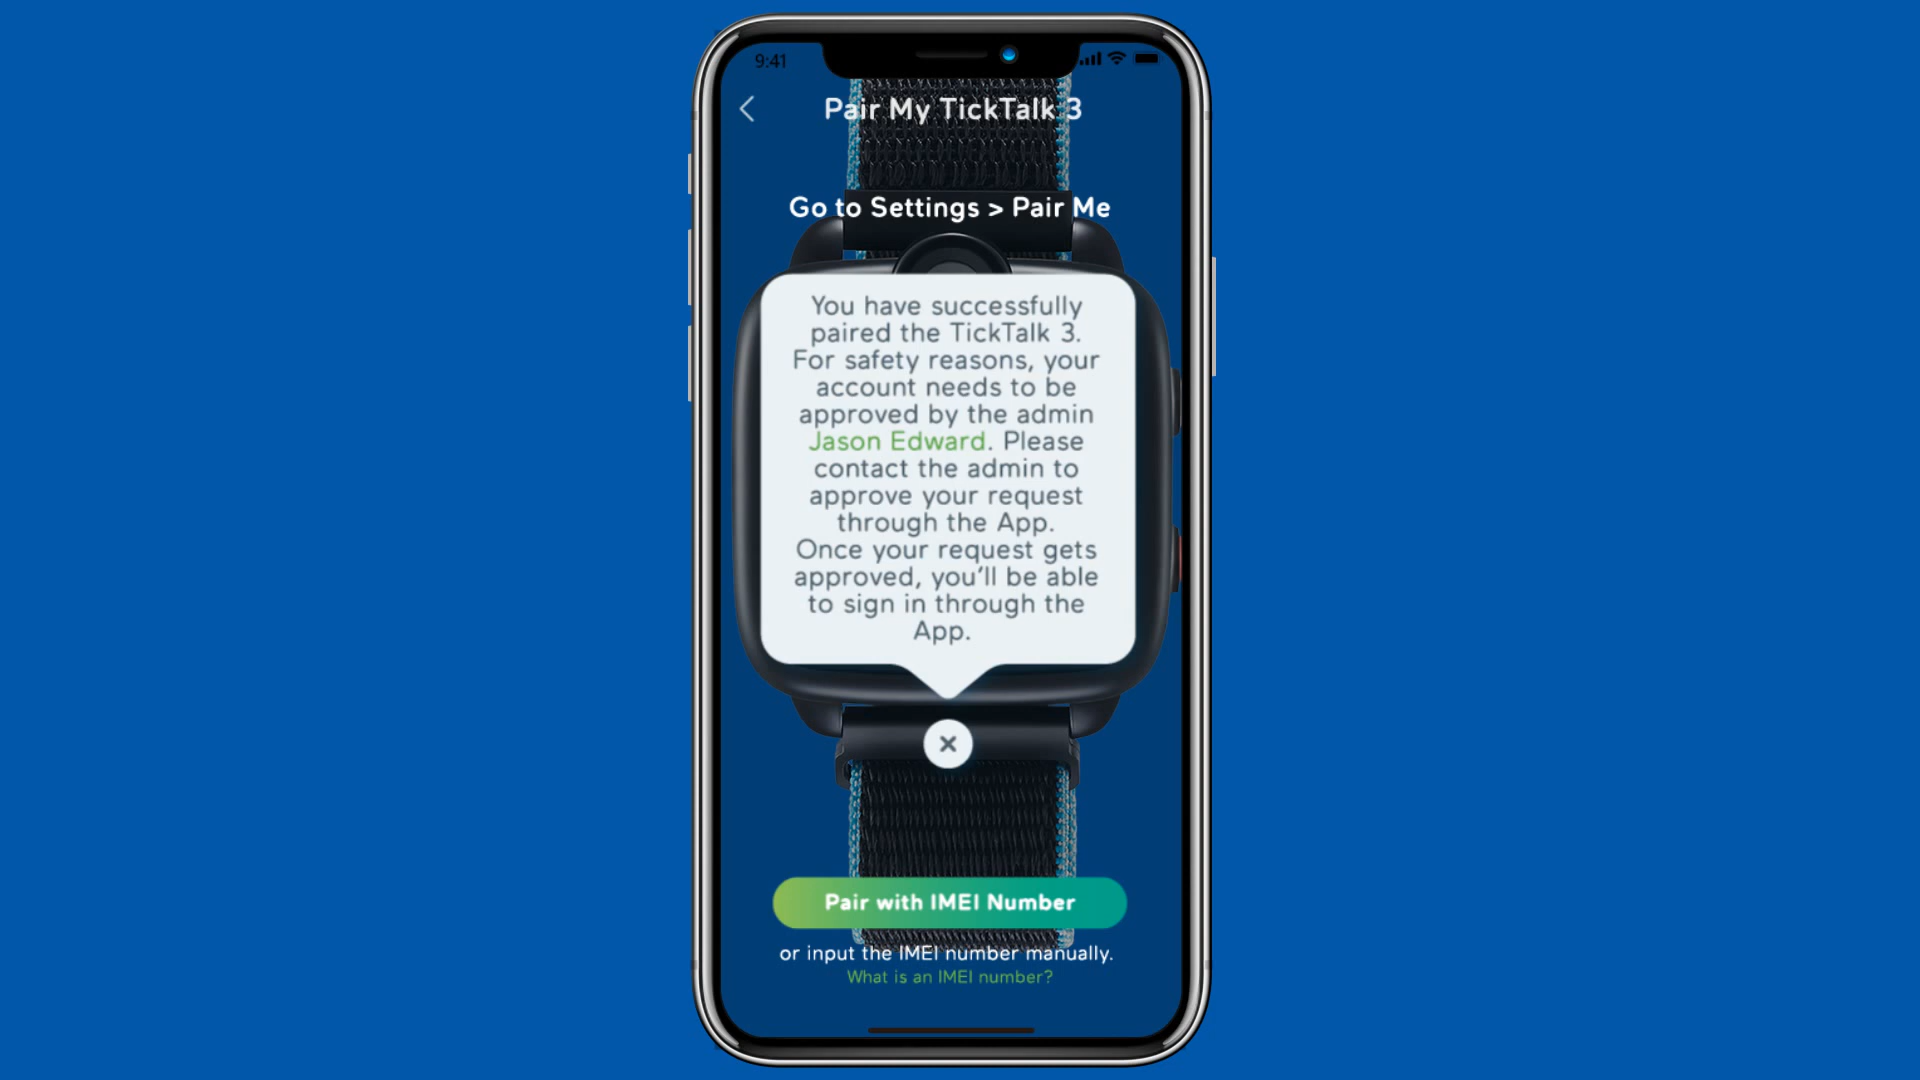 9:41
Pair My TickTalk 3
Go to Settings > Pair Me
You have successfully
paired the TickTalk 3.
For safety reasons, your
account needs to be
approved by the admin
Jason Edward. Please
contact the admin to
approve your request
through the App.
Once your request gets
approved, you'll be able
to sign in through the
App.
Pair with IMEI Number
or input the IMEI number manually.
What is an IMEI number?